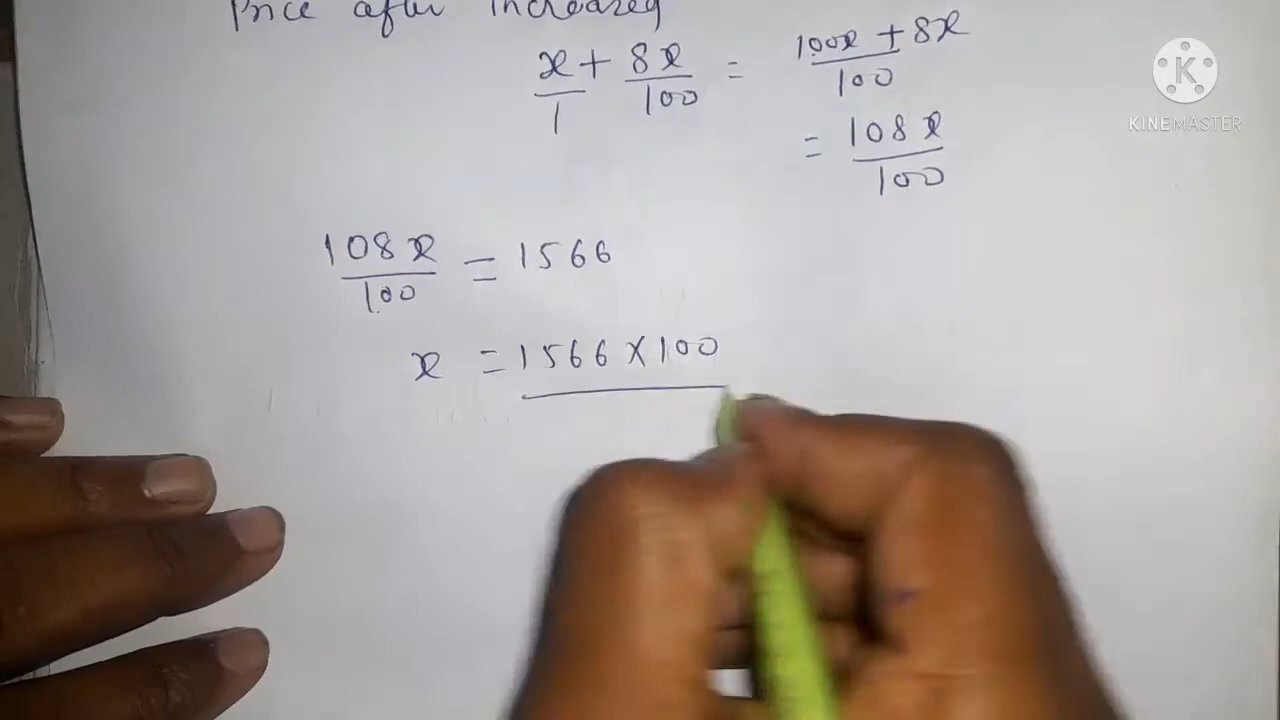 Price after increased
x/1 + 8x/100 = 100x + 8x/100
= 108x/100
108x/100 = 1566
x = 1566 × 100
KINEMASTER